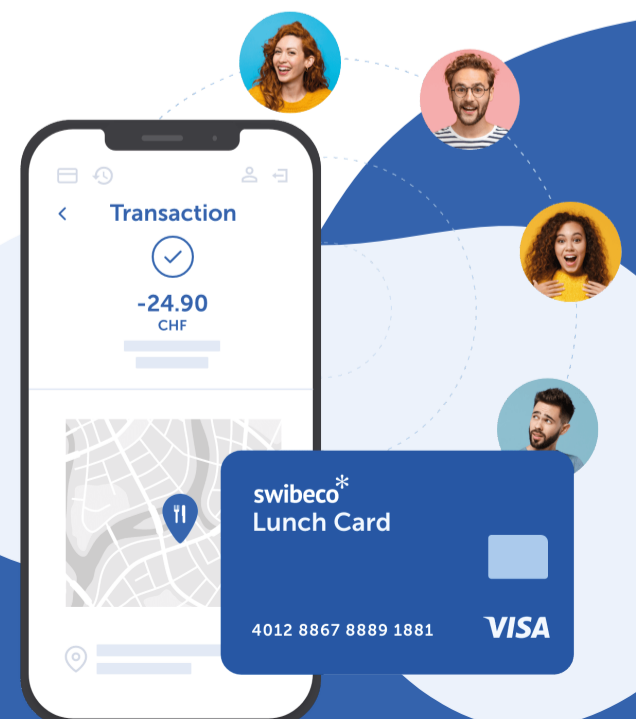 Transaction
-24.90
CHF
swibeco*
Lunch Card
4012 8867 8889 1881
VISA